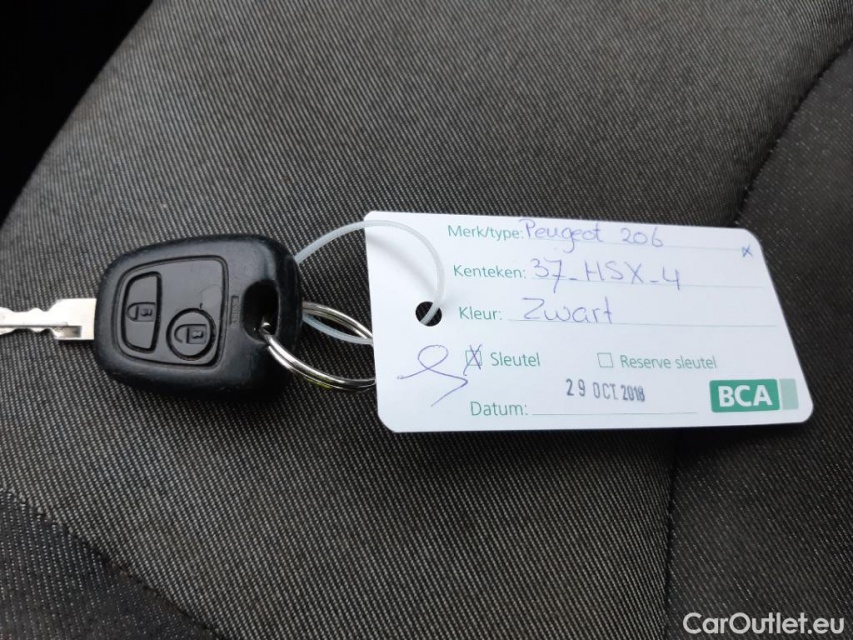 Merk/type: Peugeot 206 x
Kenteken: 37-HSX-4
Kleur: Zwart
Sleutel Reserve sleutel
29 OCT. 2018
BCA
Datum:
CarOutlet.eu